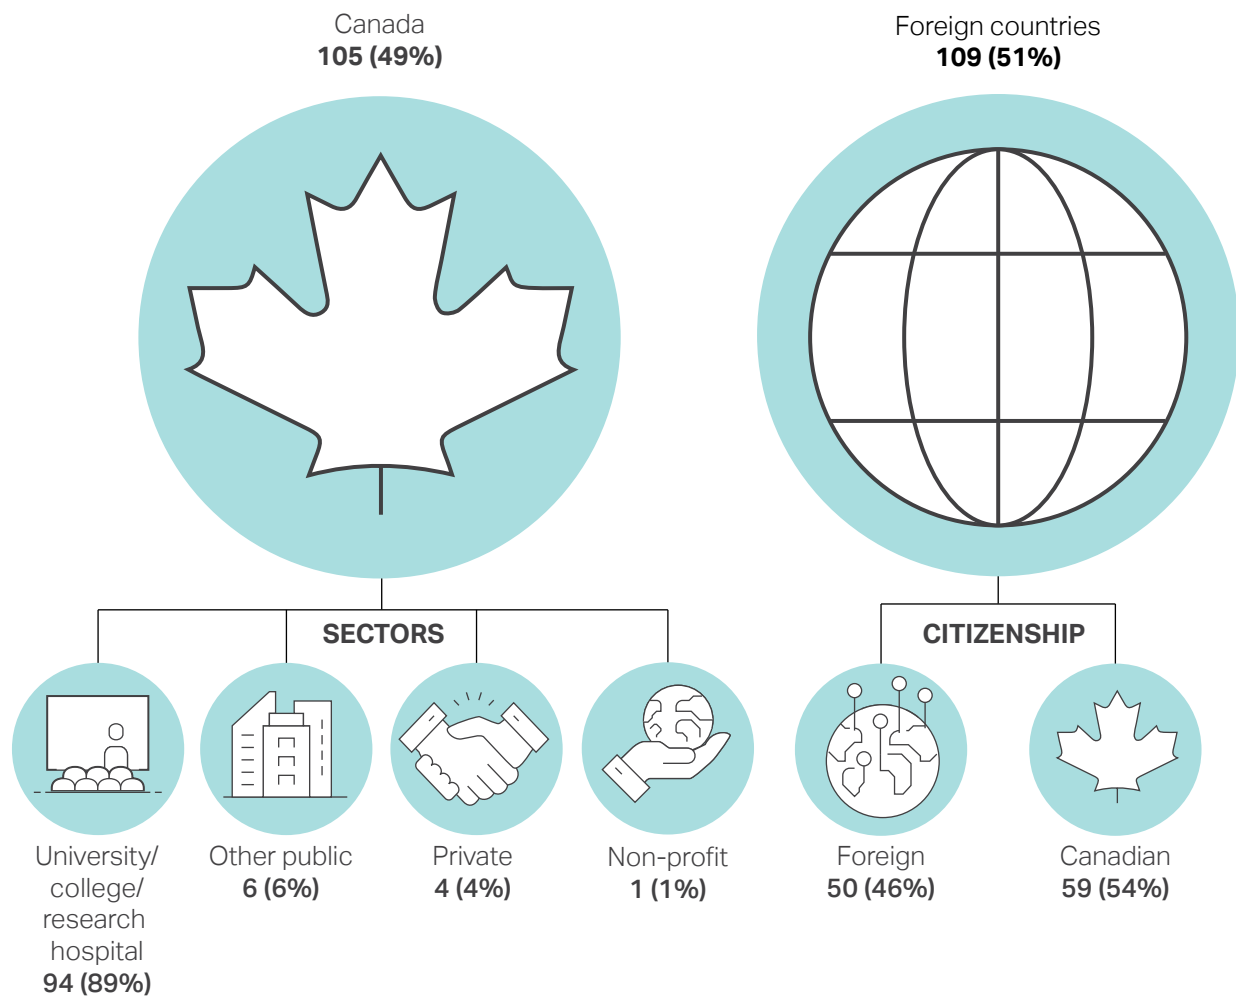 Canada
105 (49%)
Foreign countries
109 (51%)
SECTORS
CITIZENSHIP
University/
college/
research
hospital
94 (89%)
Other public
6 (6%)
Private
4 (4%)
Non-profit
1 (1%)
Foreign
50 (46%)
Canadian
59 (54%)